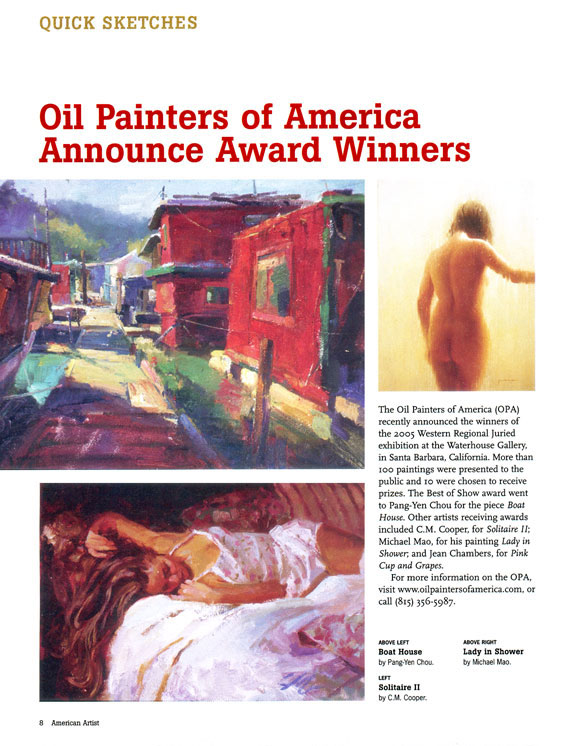 QUICK SKETCHES
Oil Painters of America
Announce Award Winners
The Oil Painters of America (OPA)
recently announced the winners of
the 2005 Western Regional Juried
exhibition at the Waterhouse Gallery,
in Santa Barbara, California. More than
100 paintings were presented to the
public and 10 were chosen to receive
prizes. The Best of Show award went
to Pang-Yen Chou for the piece Boat
House. Other artists receiving awards
included C.M. Cooper, for Solitaire II;
Michael Mao, for his painting Lady in
Shower; and Jean Chambers, for Pink
Cup and Grapes.
For more information on the OPA,
visit www.oilpaintersofamerica.com, or
call (815) 356-5987.
ABOVE LEFT
Boat House
by Pang-Yen Chou.
LEFT
Solitaire II
by C.M. Cooper.
ABOVE RIGHT
Lady in Shower
by Michael Mao.
8 American Artist